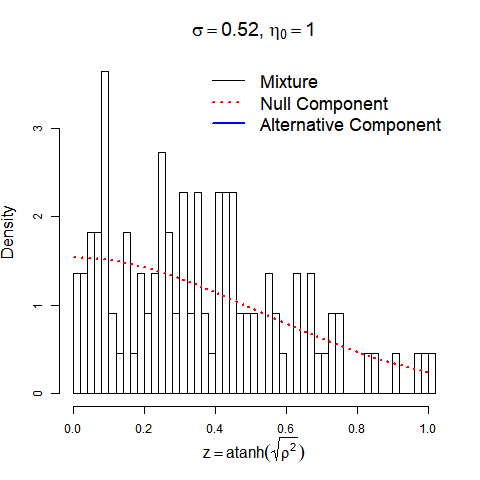 σ = 0.52, η₀ = 1
Mixture
Null Component
Alternative Component
Density
3
2
1
0
0.0 0.2 0.4 0.6 0.8 1.0
z = atanh(√ρ²)